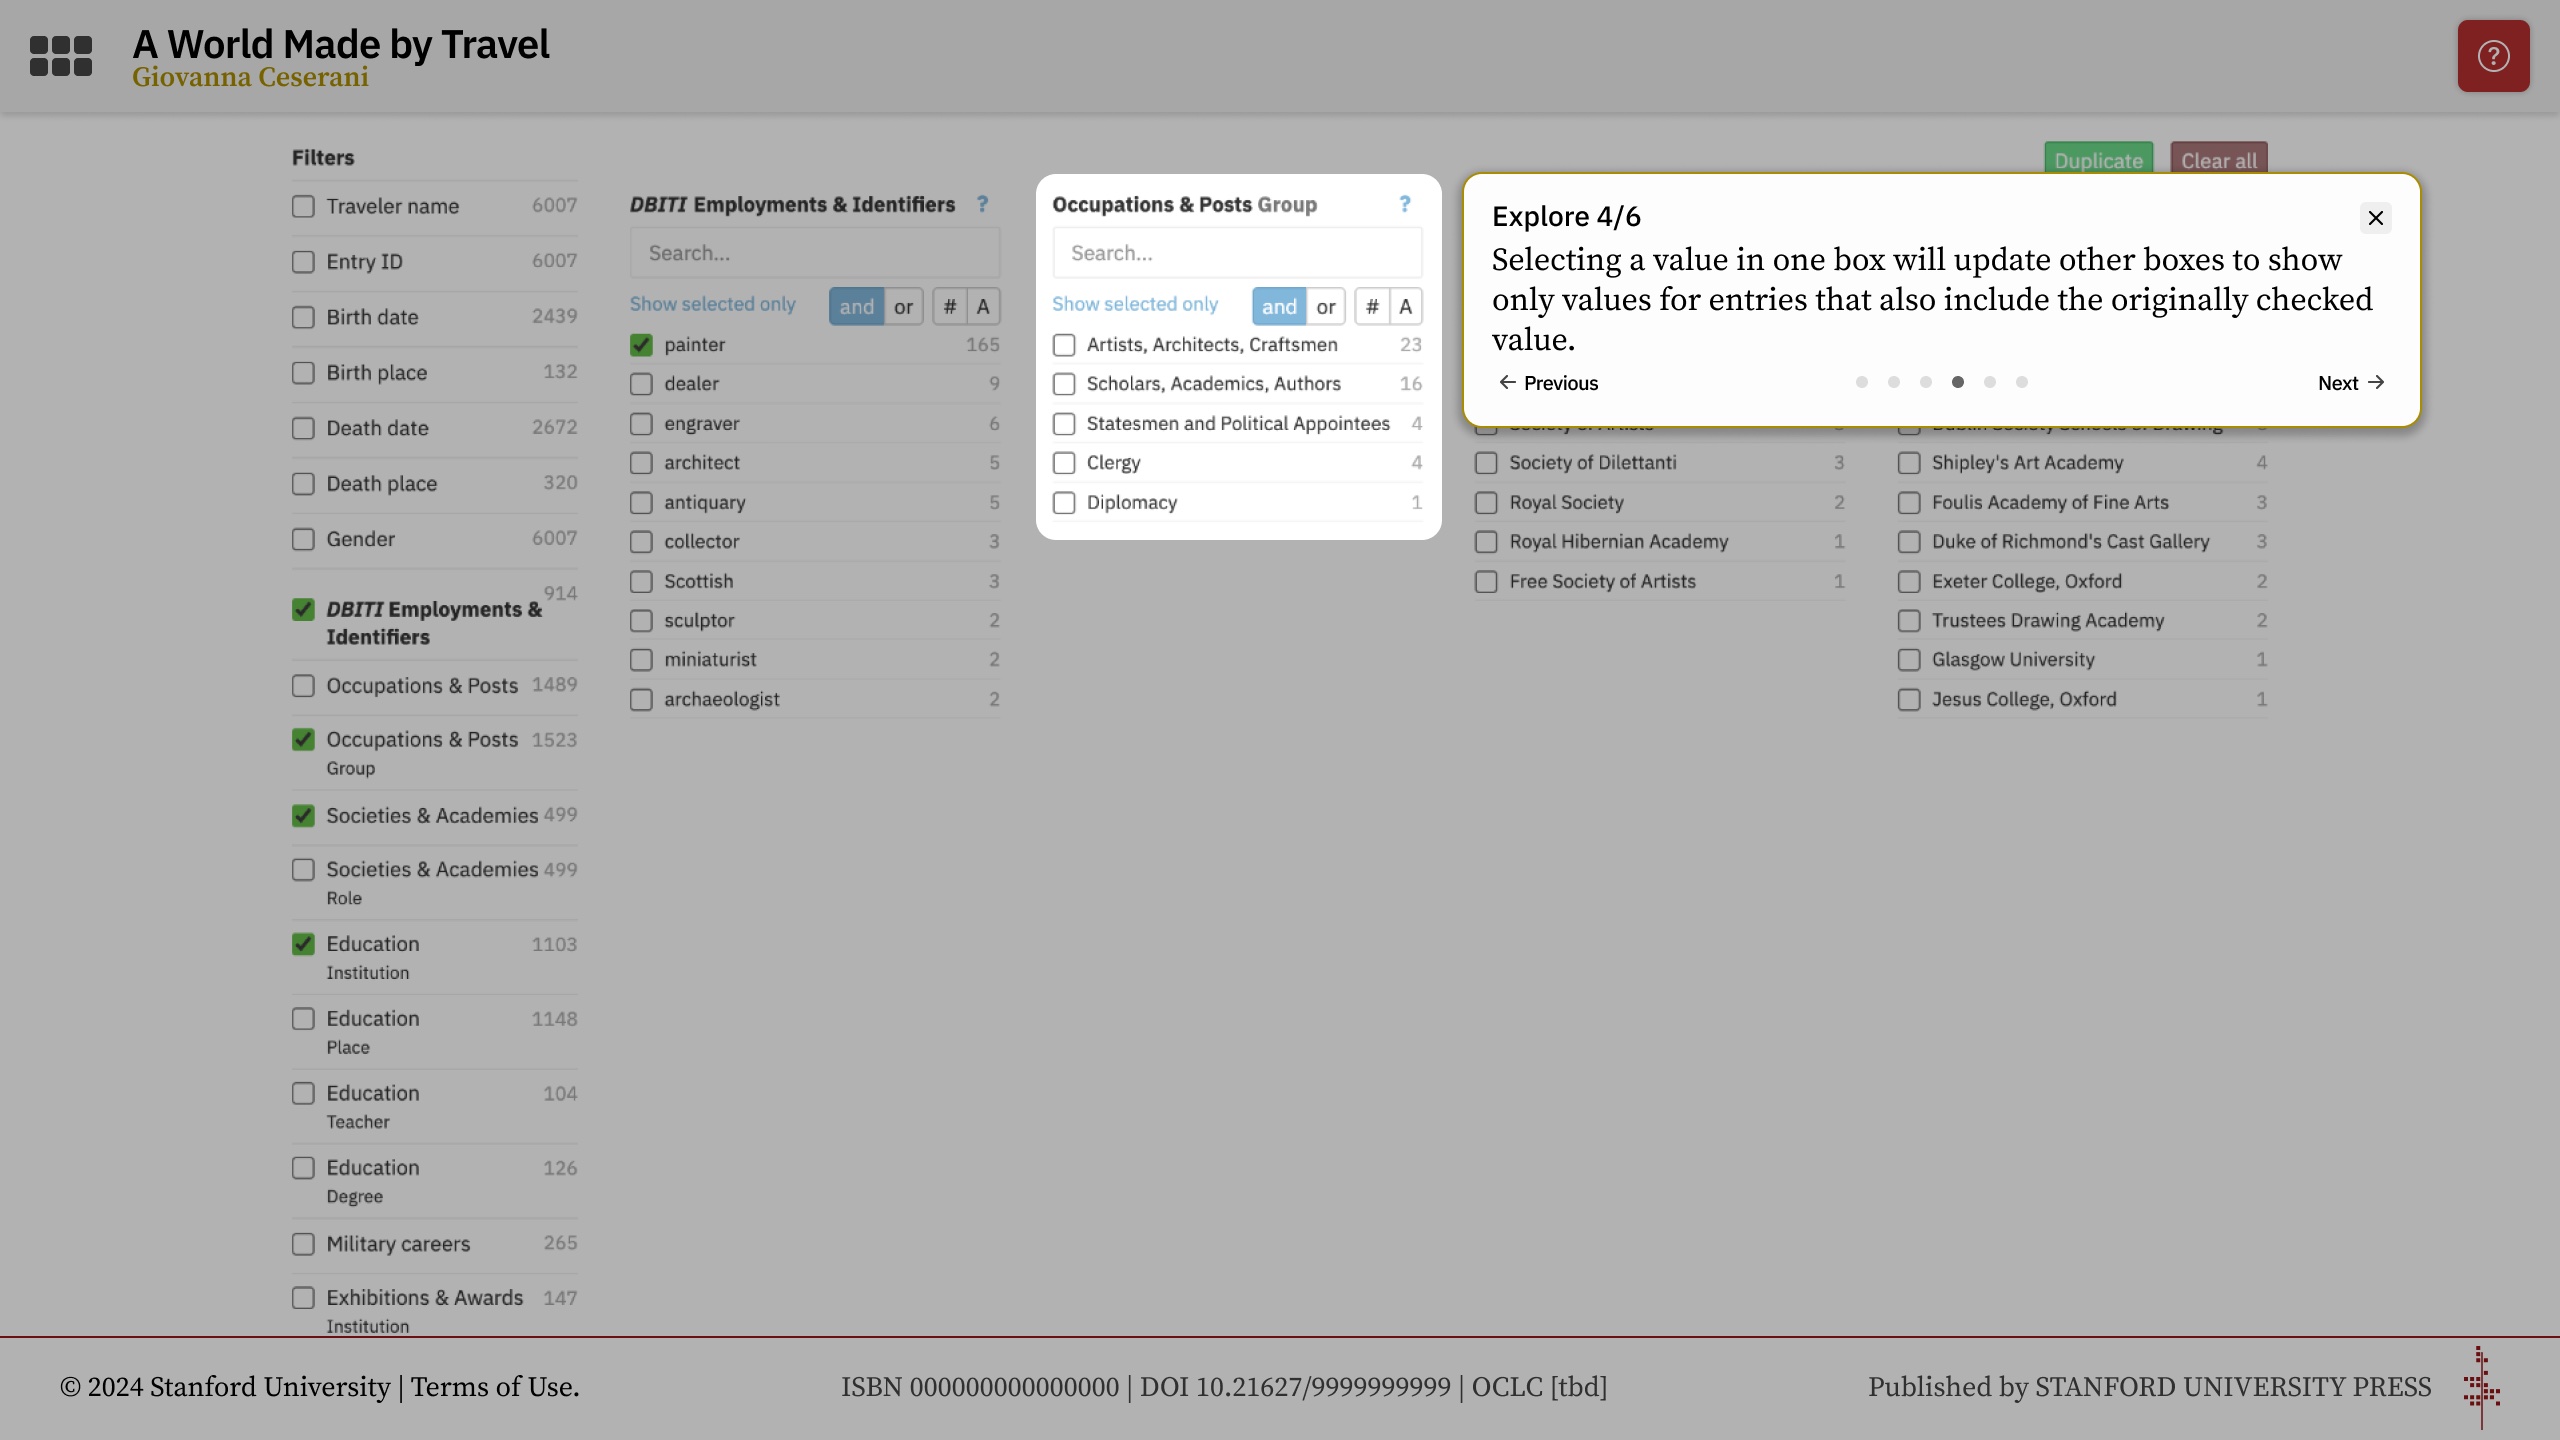 A World Made by Travel
Giovanna Ceserani
Filters
Traveler name 6007
Entry ID 6007
Birth date 2439
Birth place 132
Death date 2672
Death place 320
Gender 6007
DBITI Employments & 914
Identifiers
Occupations & Posts 1489
Occupations & Posts 1523
Group
Societies & Academies 499
Societies & Academies 499
Role
Education 1103
Institution
Education 1148
Place
Education 104
Teacher
Education 126
Degree
Military careers 265
Exhibitions & Awards 147
Institution
DBITI Employments & Identifiers ?
Search...
Show selected only and or # A
painter 165
dealer 9
engraver 6
architect 5
antiquary 5
collector 3
Scottish 3
sculptor 2
miniaturist 2
archaeologist 2
Occupations & Posts Group ?
Search...
Show selected only and or # A
Artists, Architects, Craftsmen 23
Scholars, Academics, Authors 16
Statesmen and Political Appointees 4
Clergy 4
Diplomacy 1
Duplicate Clear all
Explore 4/6
Selecting a value in one box will update other boxes to show
only values for entries that also include the originally checked
value.
← Previous Next →
Society of Artists
Society of Dilettanti 3
Royal Society 2
Royal Hibernian Academy 1
Free Society of Artists 1
Dublin Society Schools of Drawing
Shipley's Art Academy 4
Foulis Academy of Fine Arts 3
Duke of Richmond's Cast Gallery 3
Exeter College, Oxford 2
Trustees Drawing Academy 2
Glasgow University 1
Jesus College, Oxford 1
© 2024 Stanford University | Terms of Use.
ISBN 000000000000000 | DOI 10.21627/9999999999 | OCLC [tbd]
Published by STANFORD UNIVERSITY PRESS